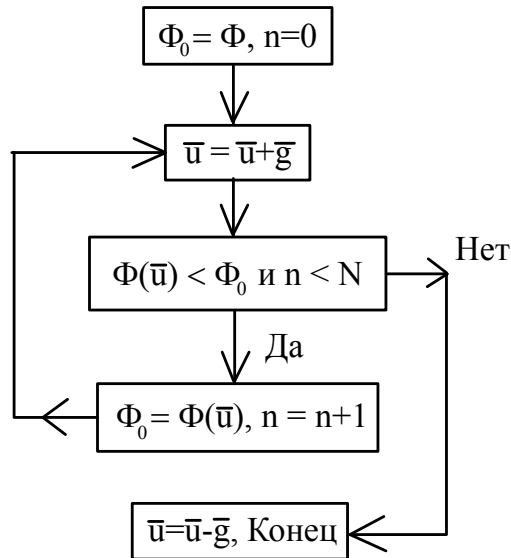 Φ₀= Φ, n=0
u̅ = u̅+g̅
Φ(u̅) < Φ₀ и n < N
Нет
Да
Φ₀= Φ(u̅), n = n+1
u̅=u̅-g̅, Конец